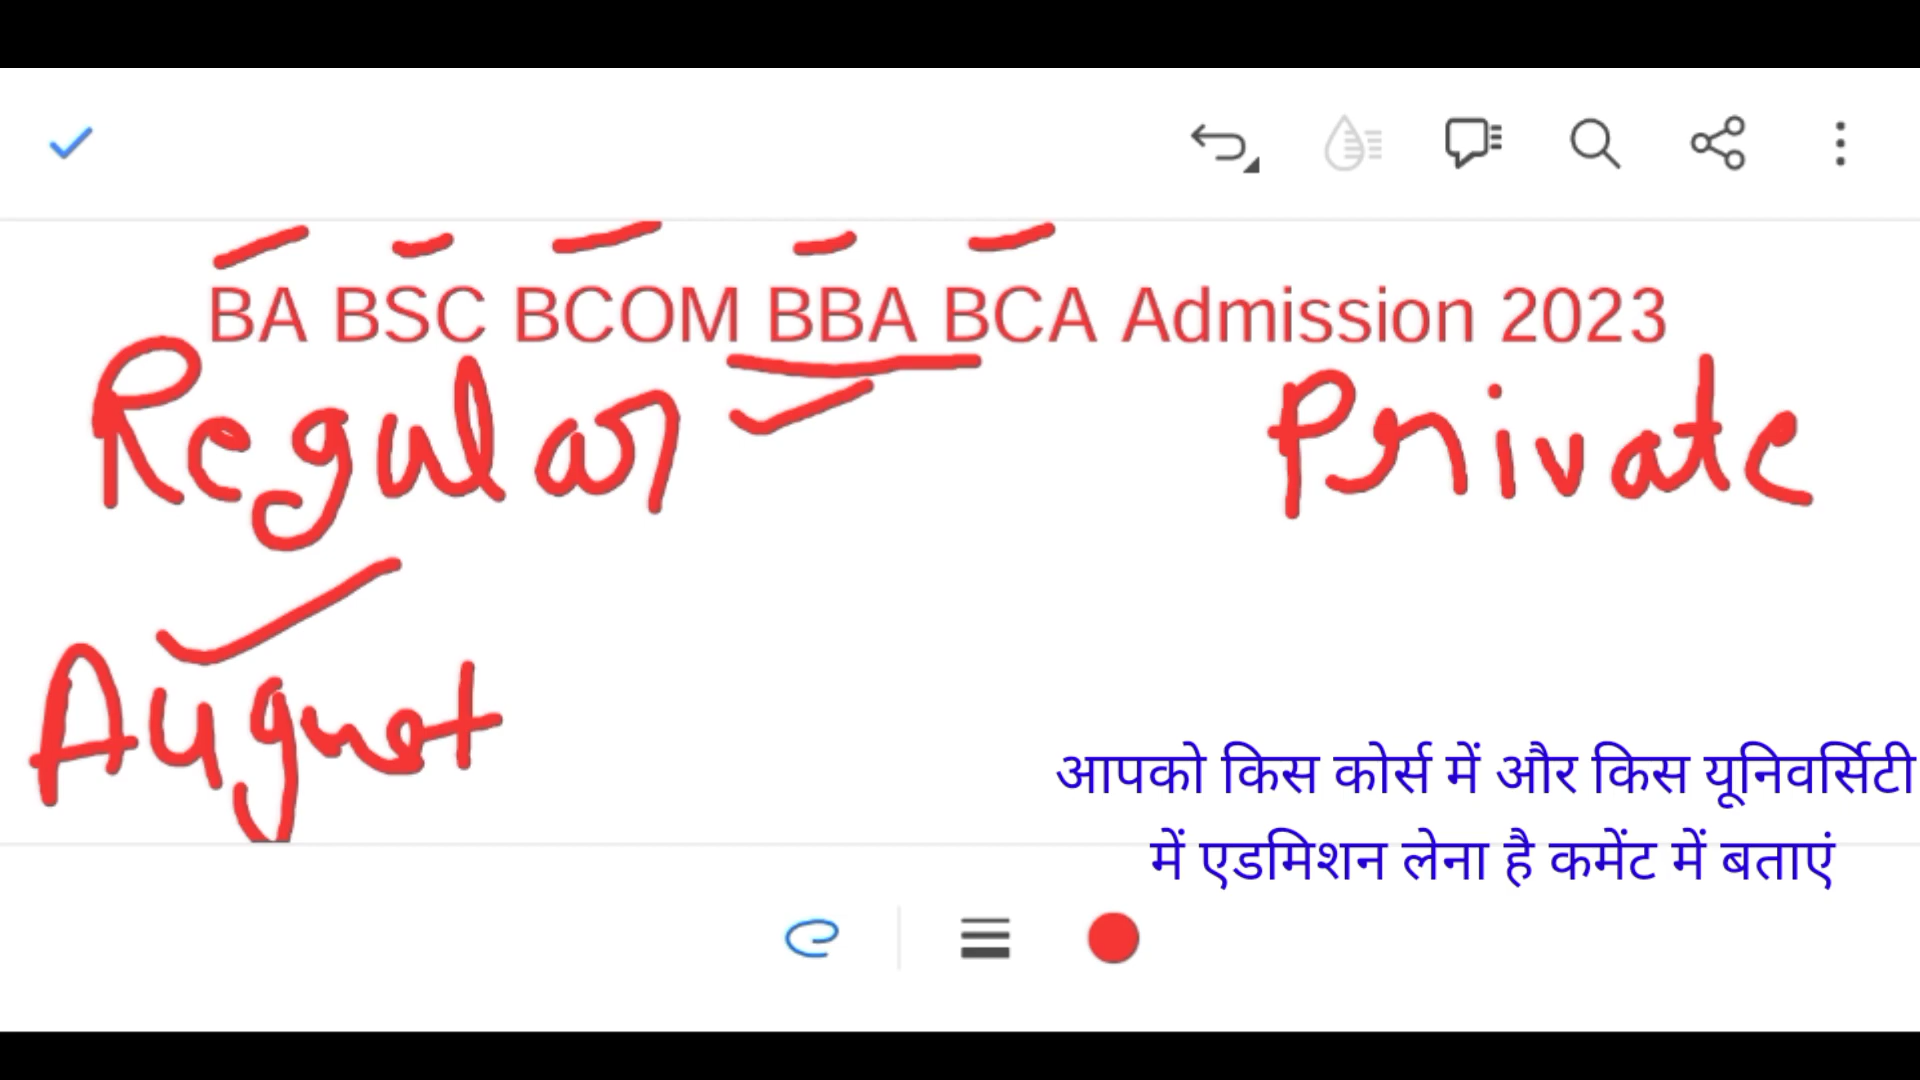 BA BSC BCOM BBA BCA Admission 2023
Regular Private
August
आपको किस कोर्स में और किस यूनिवर्सिटी
में एडमिशन लेना है कमेंट में बताएं